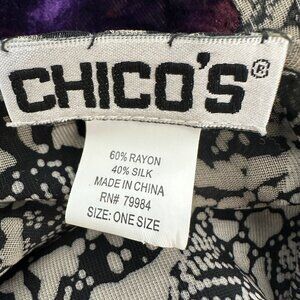 CHICO'S®
60% RAYON
40% SILK
MADE IN CHINA
RN# 79984
SIZE: ONE SIZE